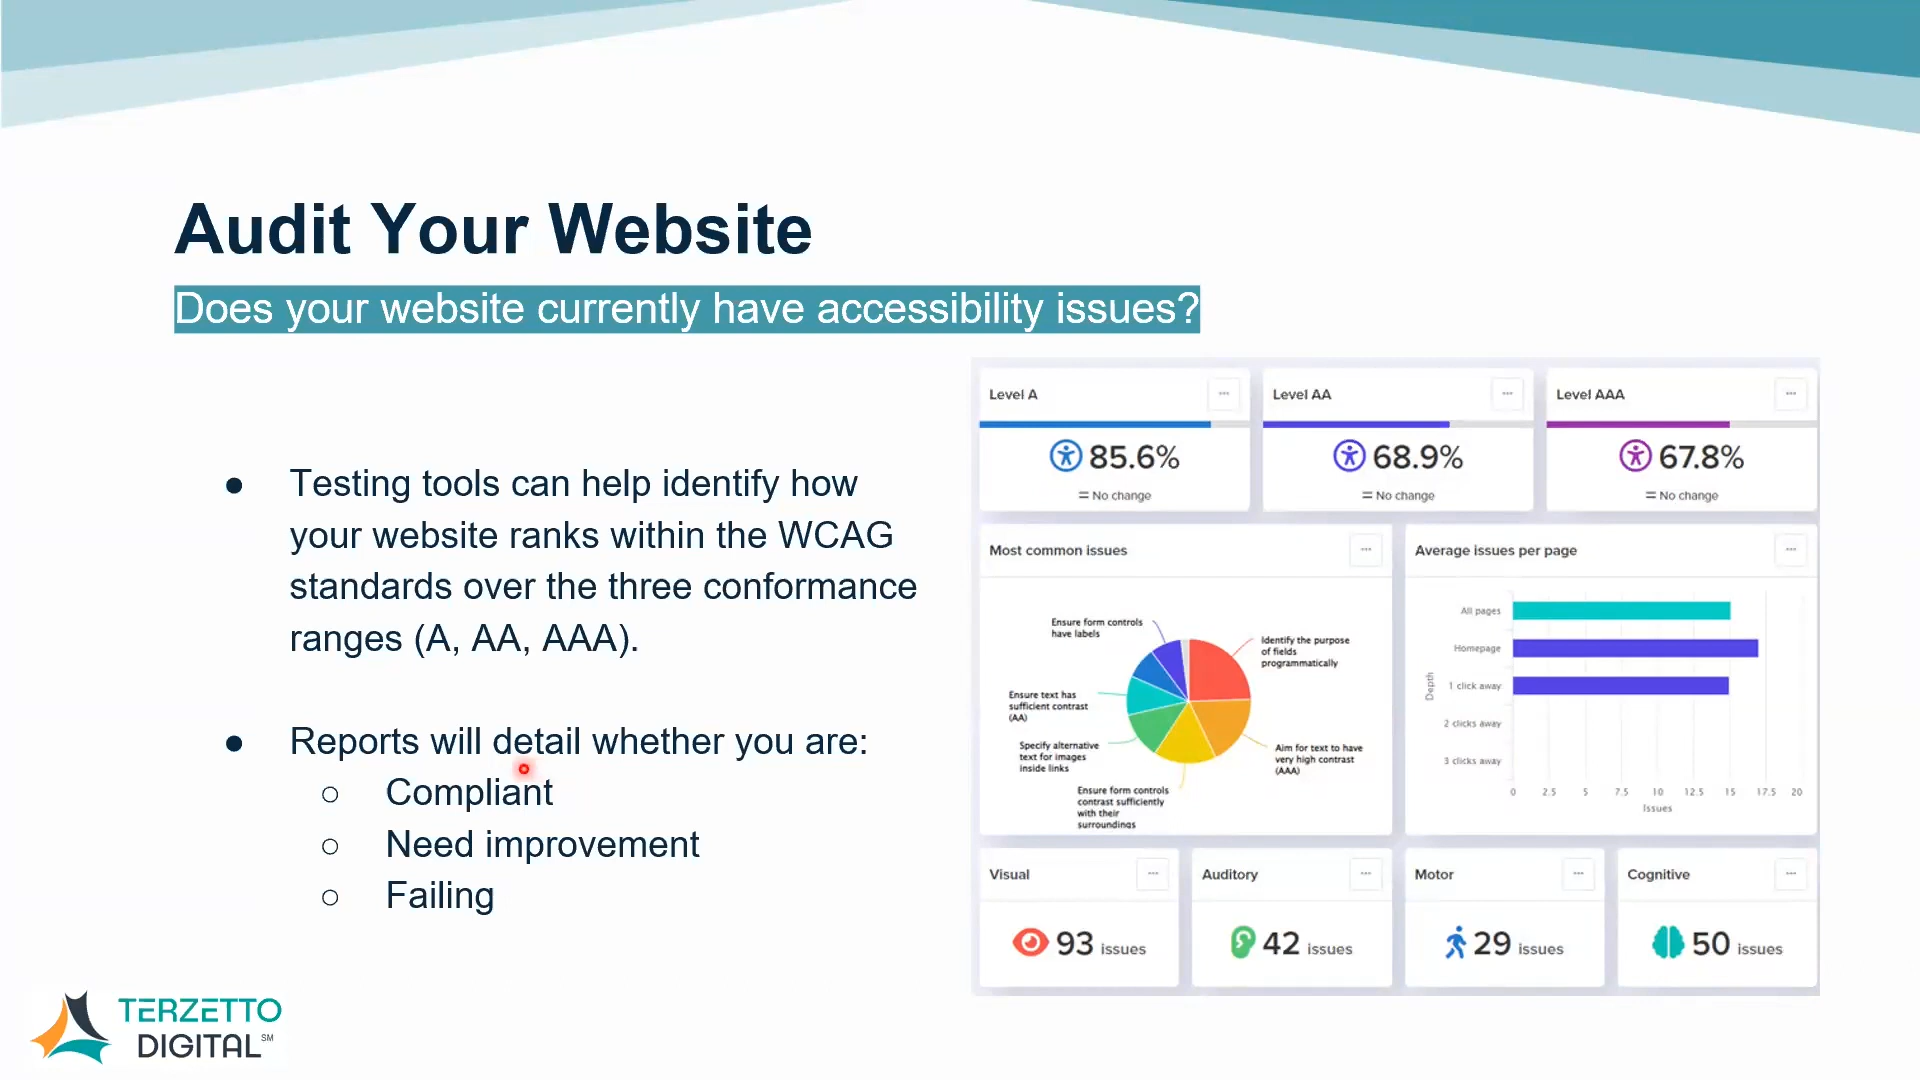 Audit Your Website
Does your website currently have accessibility issues?
● Testing tools can help identify how
your website ranks within the WCAG
standards over the three conformance
ranges (A, AA, AAA).
● Reports will detail whether you are:
○ Compliant
○ Need improvement
○ Failing
Level A
85.6%
= No change
Level AA
68.9%
= No change
Level AAA
67.8%
= No change
Most common issues
Ensure form controls
have labels
Identify the purpose
of fields
programmatically
Ensure text has
sufficient contrast
(AA)
Specify alternative
text for images
inside links
Aim for text to have
very high contrast
(AAA)
Ensure form controls
contrast sufficiently
with their
surroundings
Average issues per page
Depth
All pages
Homepage
1 click away
2 clicks away
3 clicks away
0 2.5 5 7.5 10 12.5 15 17.5 20
Issues
Visual
93 issues
Auditory
42 issues
Motor
29 issues
Cognitive
50 issues
TERZETTO
DIGITAL SM